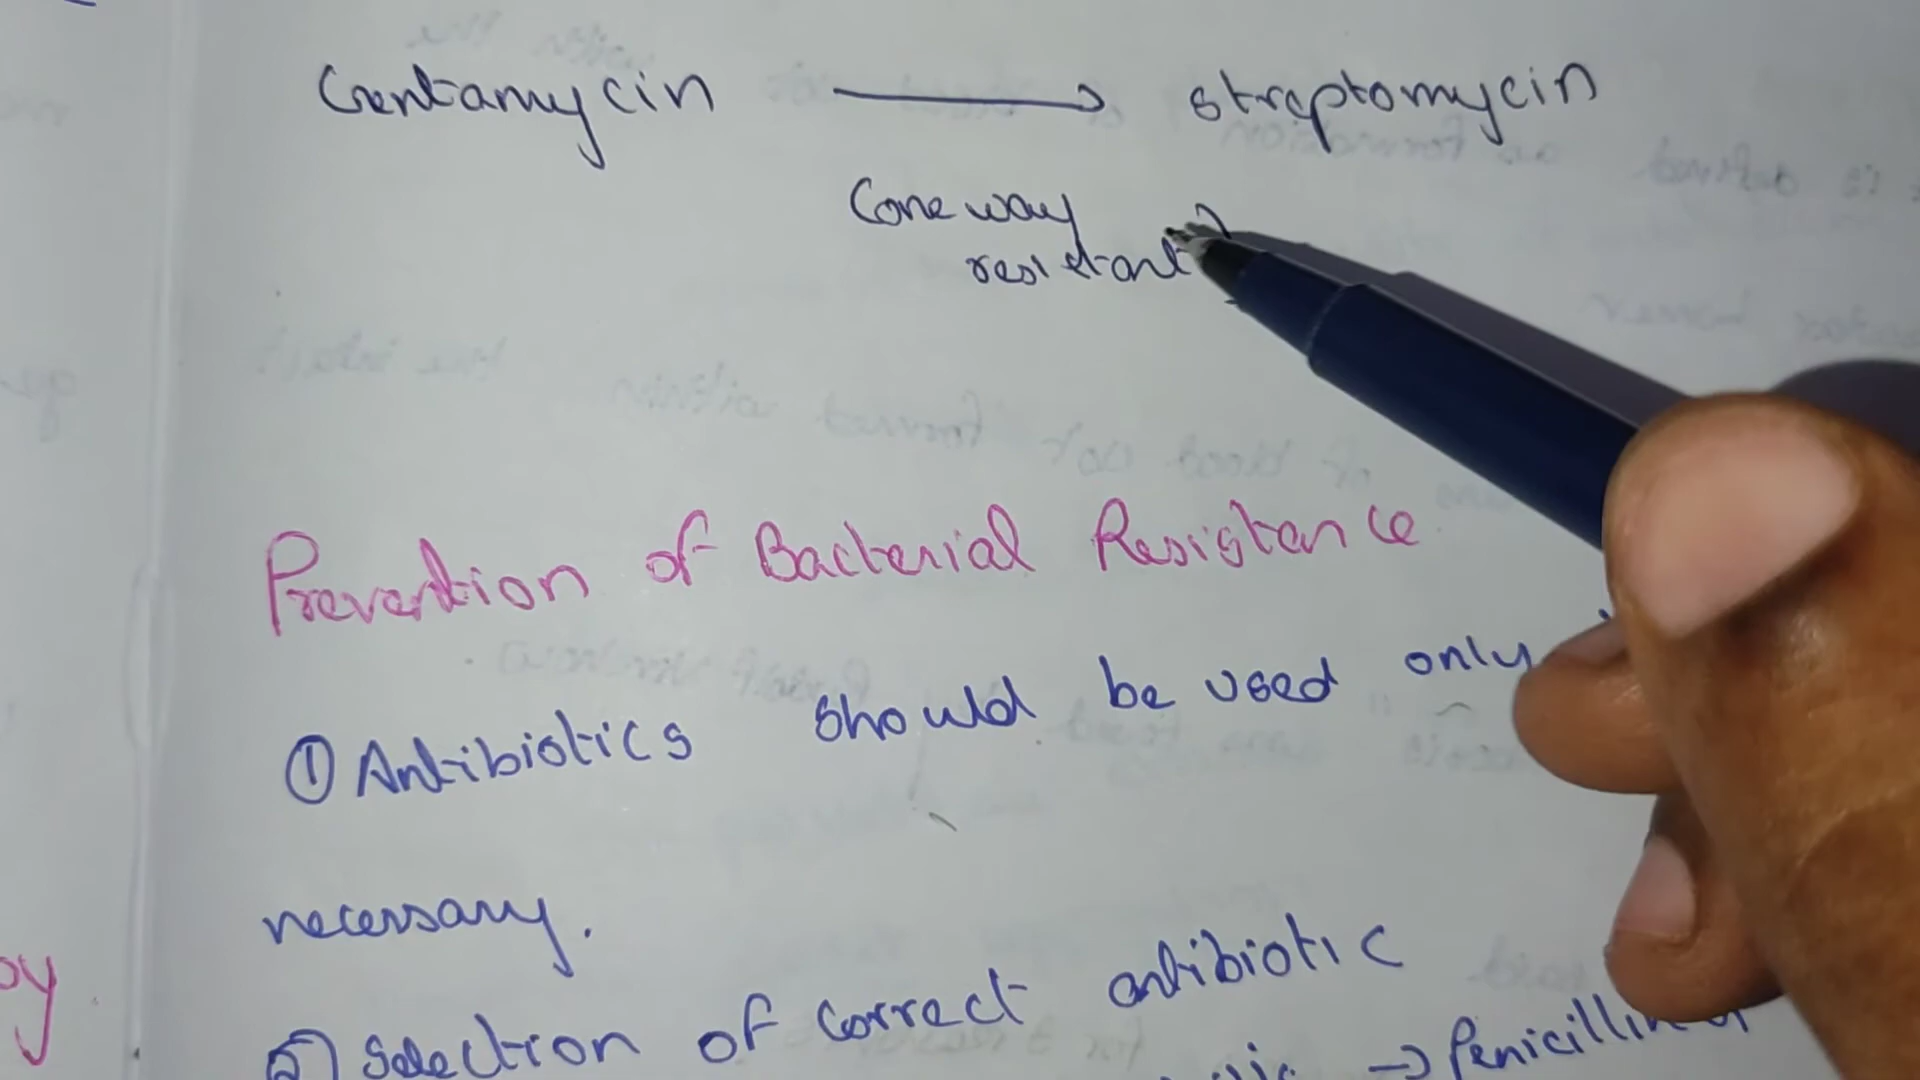 Gentamycin → streptomycin
(one way
resistant)
Prevention of Bacterial Resistance
① Antibiotics should be used only
necessary.
② Selection of correct antibiotic
→ Penicillin
oy